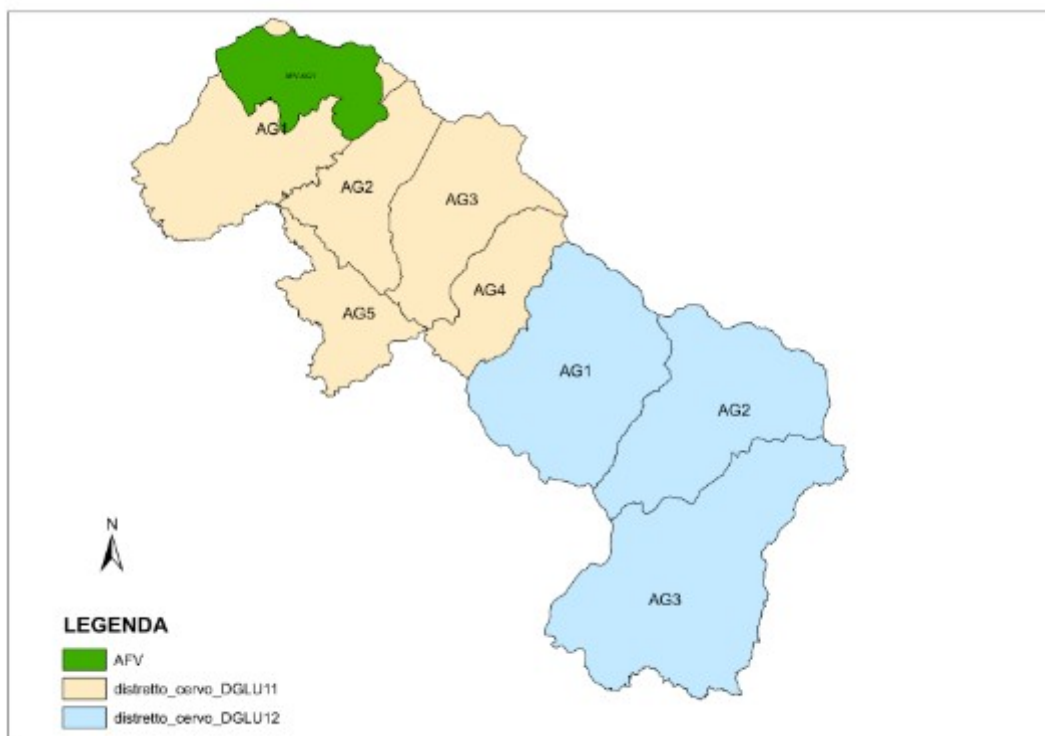 AG1
AG2
AG3
AG4
AG5
AG1
AG2
AG3
N
LEGENDA
AFV
distretto_cervo_DGLU11
distretto_cervo_DGLU12